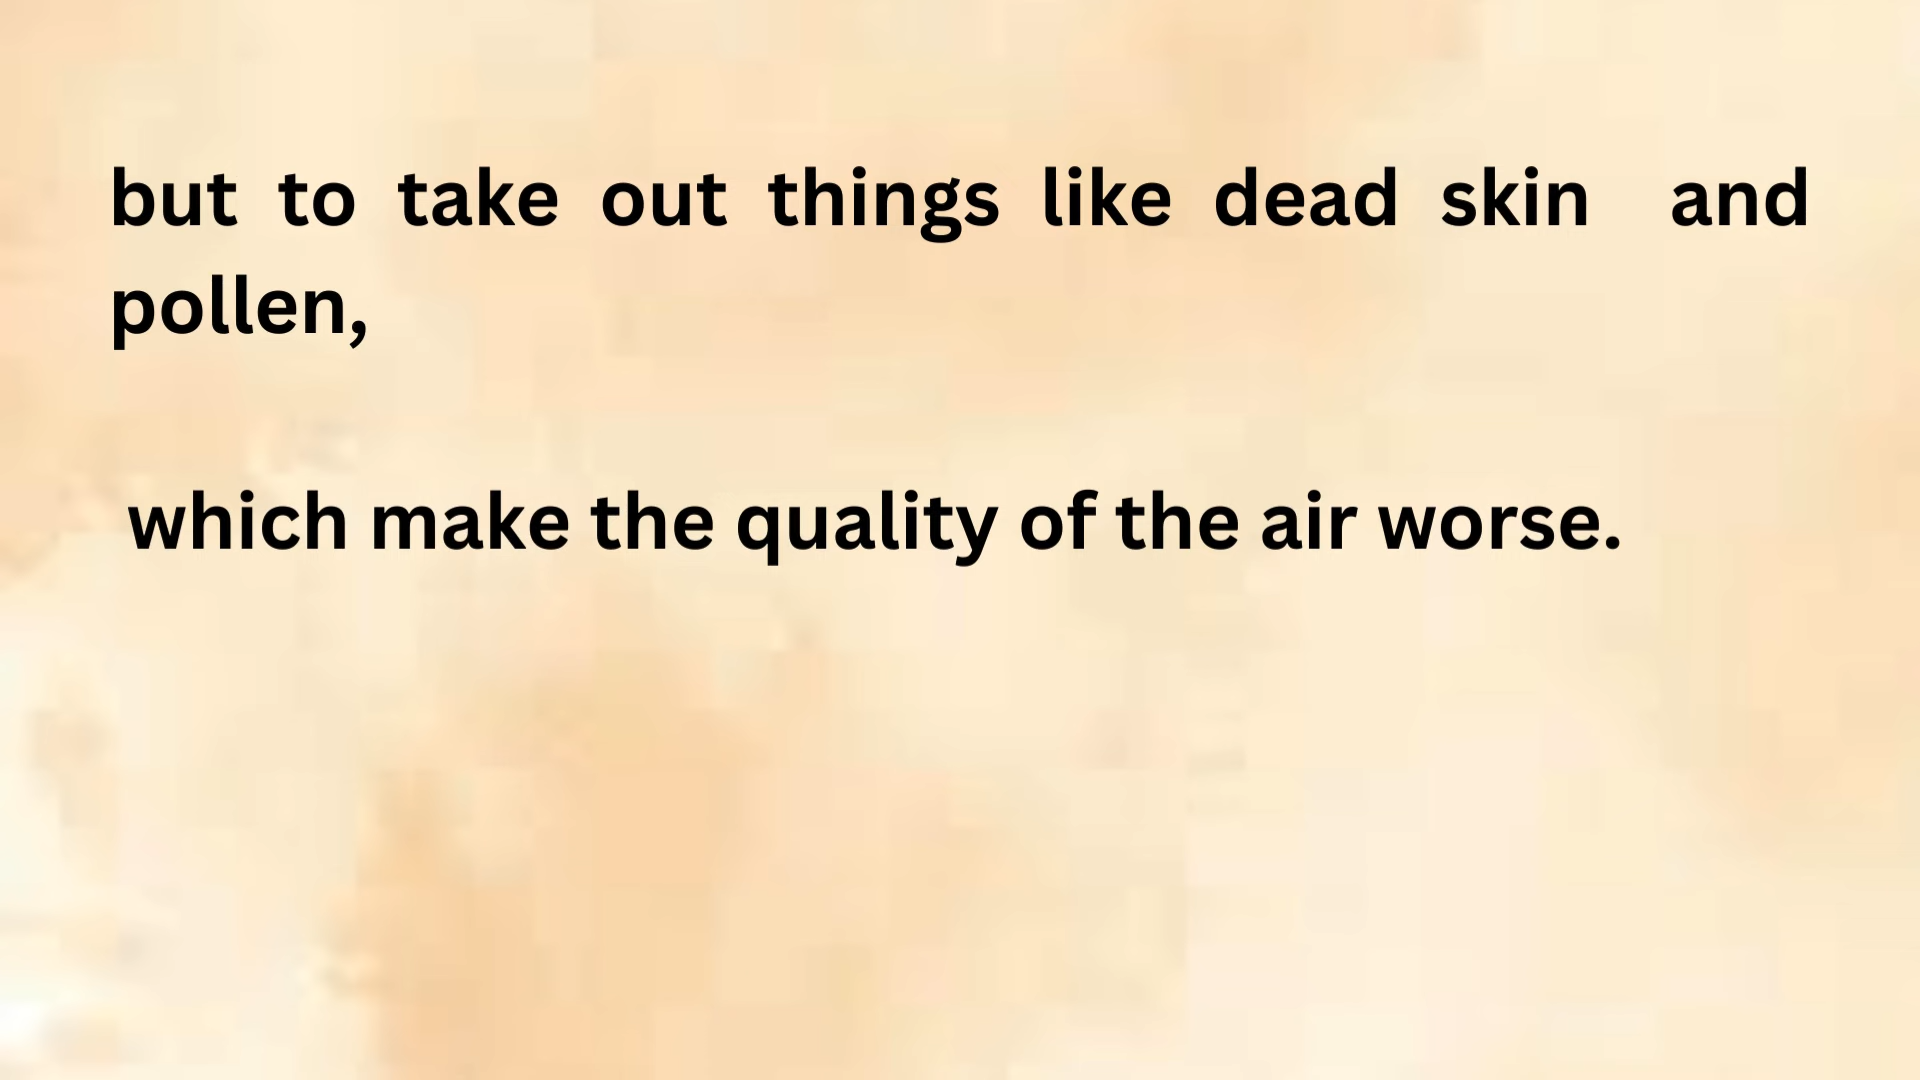 but to take out things like dead skin and
pollen,
which make the quality of the air worse.